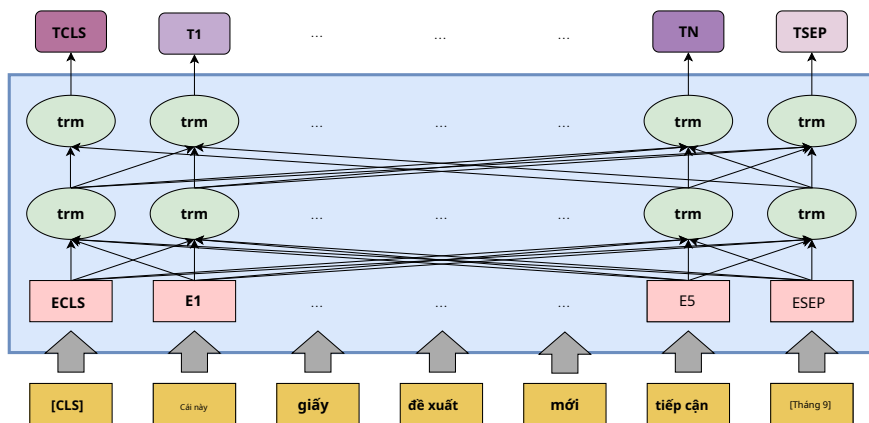 TCLS T1 ... ... ... TN TSEP
trm trm ... ... ... trm trm
trm trm ... ... ... trm trm
ECLS E1 ... ... ... E5 ESEP
[CLS] Cái này giấy đề xuất mới tiếp cận [Tháng 9]